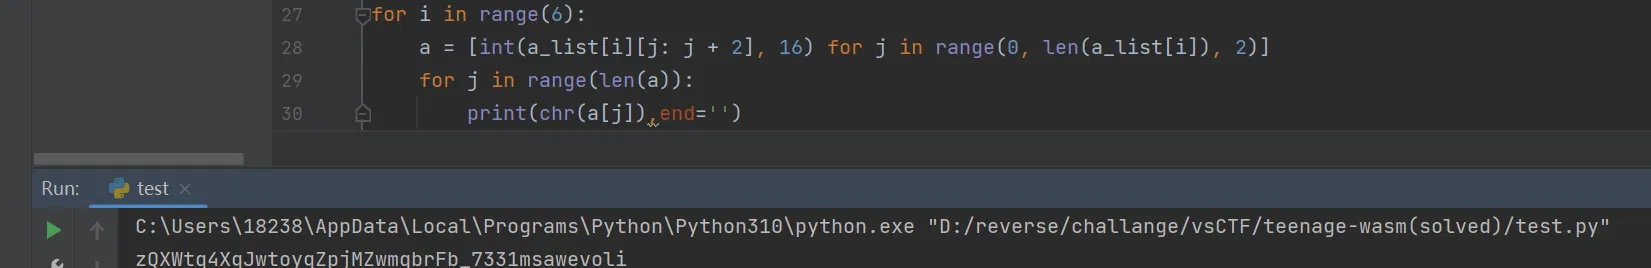 27 for i in range(6):
28 a = [int(a_list[i][j: j + 2], 16) for j in range(0, len(a_list[i]), 2)]
29 for j in range(len(a)):
30 print(chr(a[j]),end='')
Run: test
C:\Users\18238\AppData\Local\Programs\Python\Python310\python.exe "D:/reverse/challange/vsCTF/teenage-wasm(solved)/test.py"
zQXWtq4XqJwtoyqZpjMZwmqbrFb_7331msawevoli